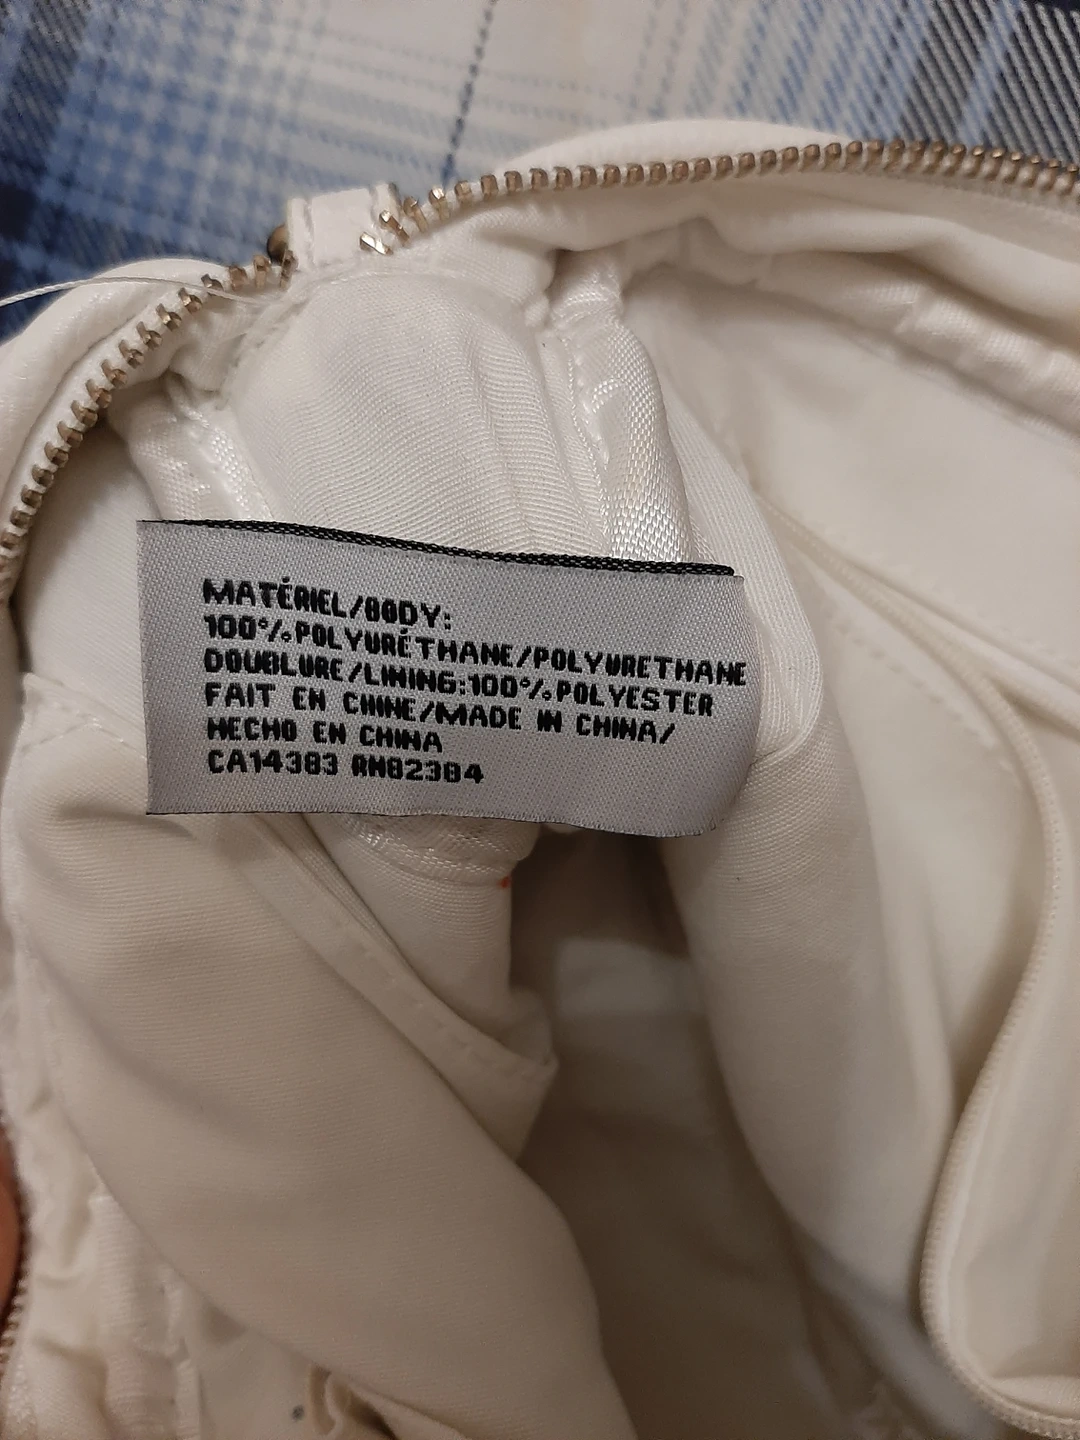 MATÉRIEL/BODY:
100%POLYURÉTHANE/POLYURETHANE
DOUBLURE/LINING:100%POLYESTER
FAIT EN CHINE/MADE IN CHINA/
HECHO EN CHINA
CA14383 RN82384